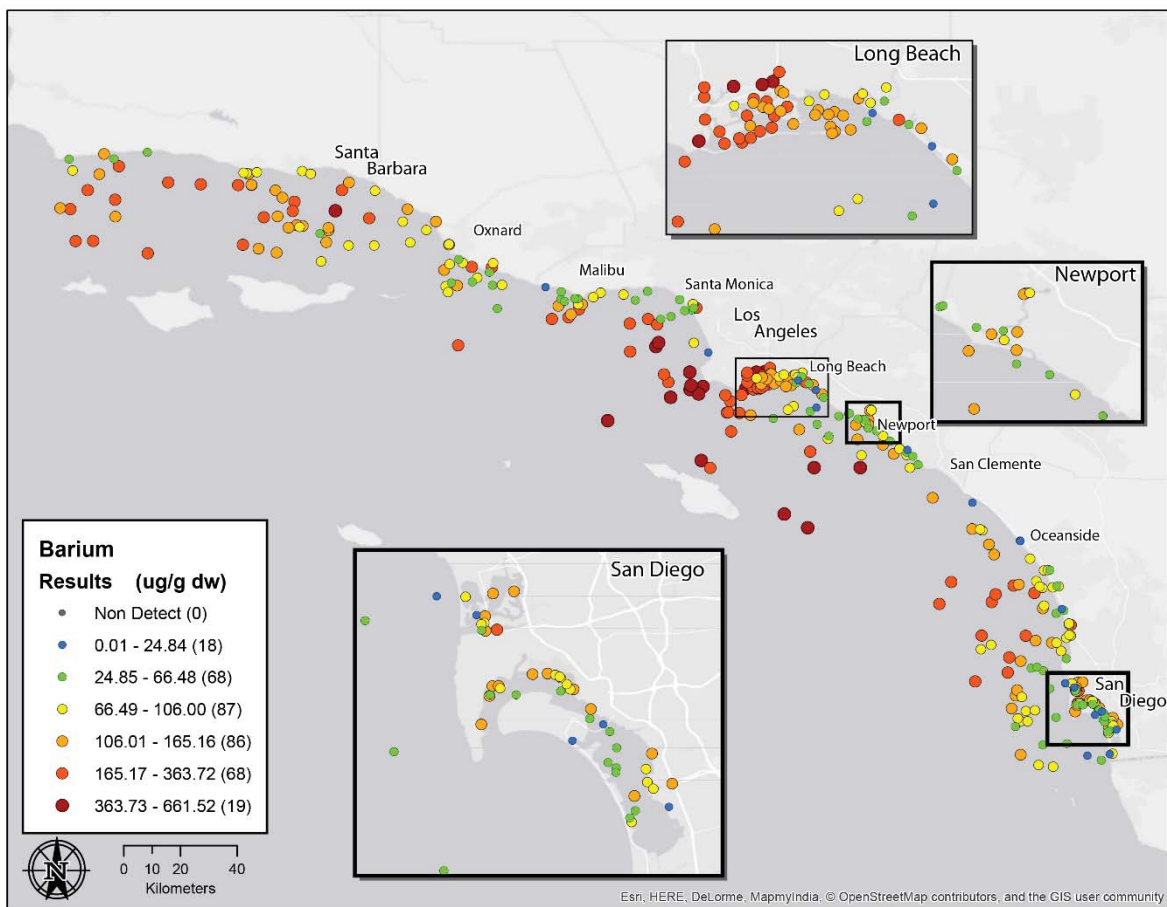 Long Beach
Santa
Barbara
Newport
Oxnard
Malibu
Santa Monica
Los
Angeles
Long Beach
Newport
San Clemente
Oceanside
San Diego
San
Diego
Barium
Results (ug/g dw)
Non Detect (0)
0.01 - 24.84 (18)
24.85 - 66.48 (68)
66.49 - 106.00 (87)
106.01 - 165.16 (86)
165.17 - 363.72 (68)
363.73 - 661.52 (19)
N
0 10 20 40
Kilometers
Esri, HERE, DeLorme, MapmyIndia, © OpenStreetMap contributors, and the GIS user community